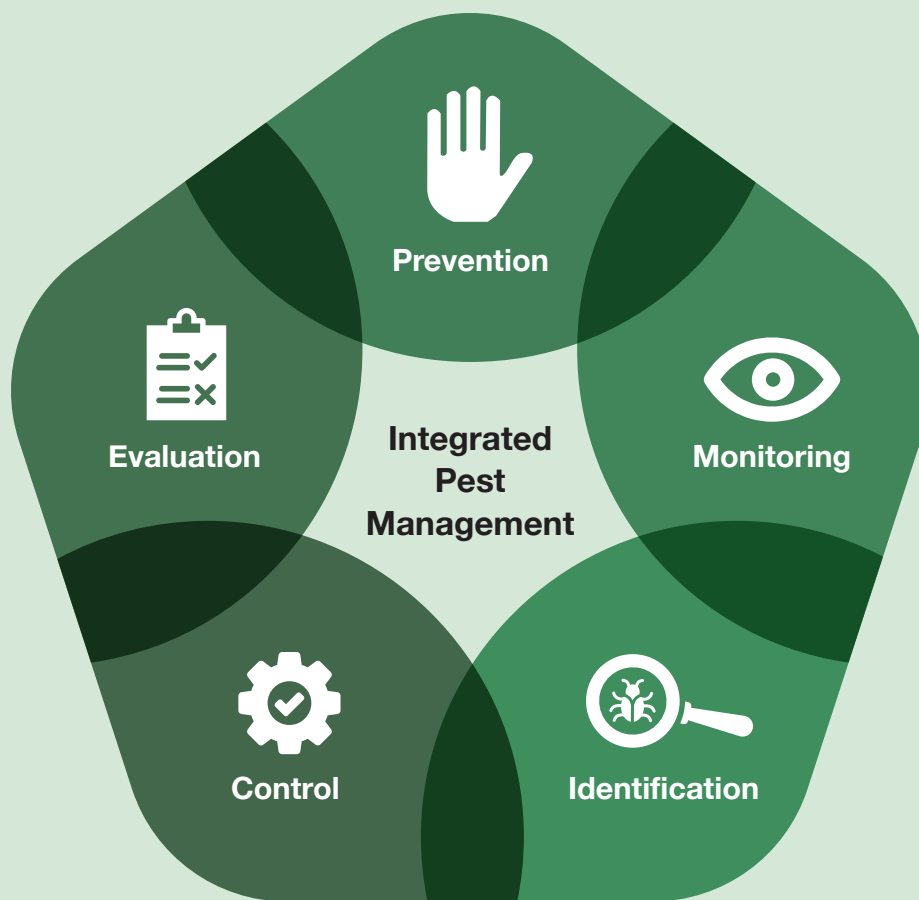 Prevention
Evaluation
Integrated
Pest
Management
Monitoring
Control
Identification